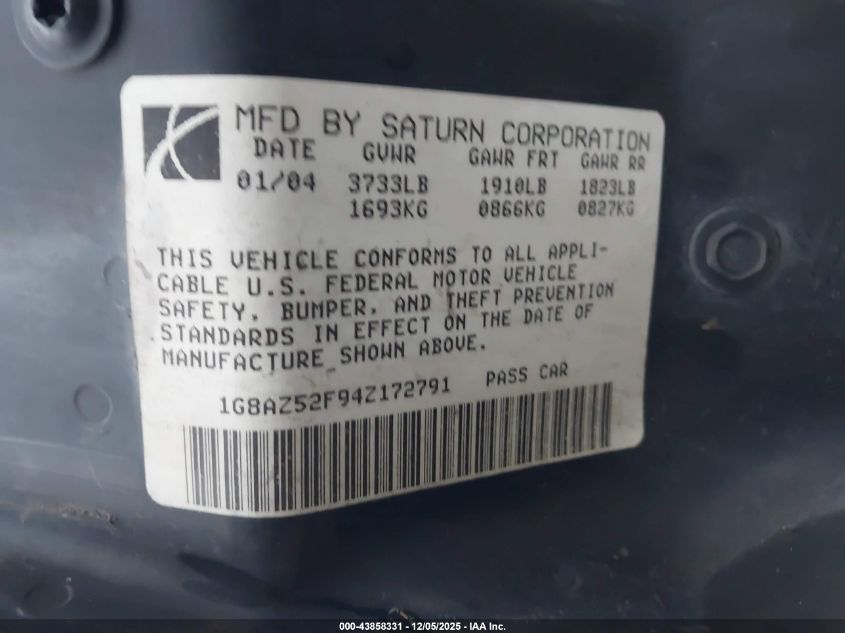 MFD BY SATURN CORPORATION
DATE GVWR GAWR FRT GAWR RR
01/04 3733LB 1910LB 1823LB
1693KG 0866KG 0827KG
THIS VEHICLE CONFORMS TO ALL APPLI-
CABLE U.S. FEDERAL MOTOR VEHICLE
SAFETY, BUMPER, AND THEFT PREVENTION
STANDARDS IN EFFECT ON THE DATE OF
MANUFACTURE SHOWN ABOVE.
1G8AZ52F94Z172791 PASS CAR
000-43858331 - 12/05/2025 - IAA Inc.